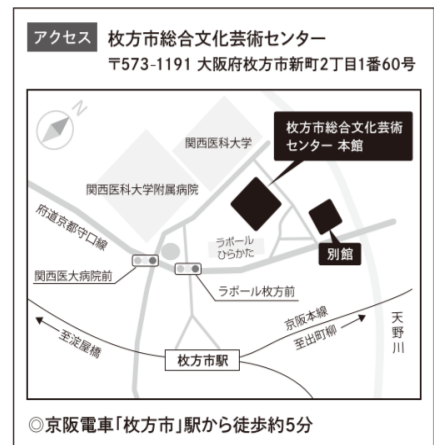 アクセス 枚方市総合文化芸術センター
〒573-1191 大阪府枚方市新町2丁目1番60号
N
枚方市総合文化芸術
センター 本館
関西医科大学
関西医科大学附属病院
府道京都守口線
ラポール
ひらかた
別館
関西医大病院前
ラポール枚方前
京阪本線
至出町柳
天野川
至淀屋橋
枚方市駅
◎京阪電車「枚方市」駅から徒歩約5分